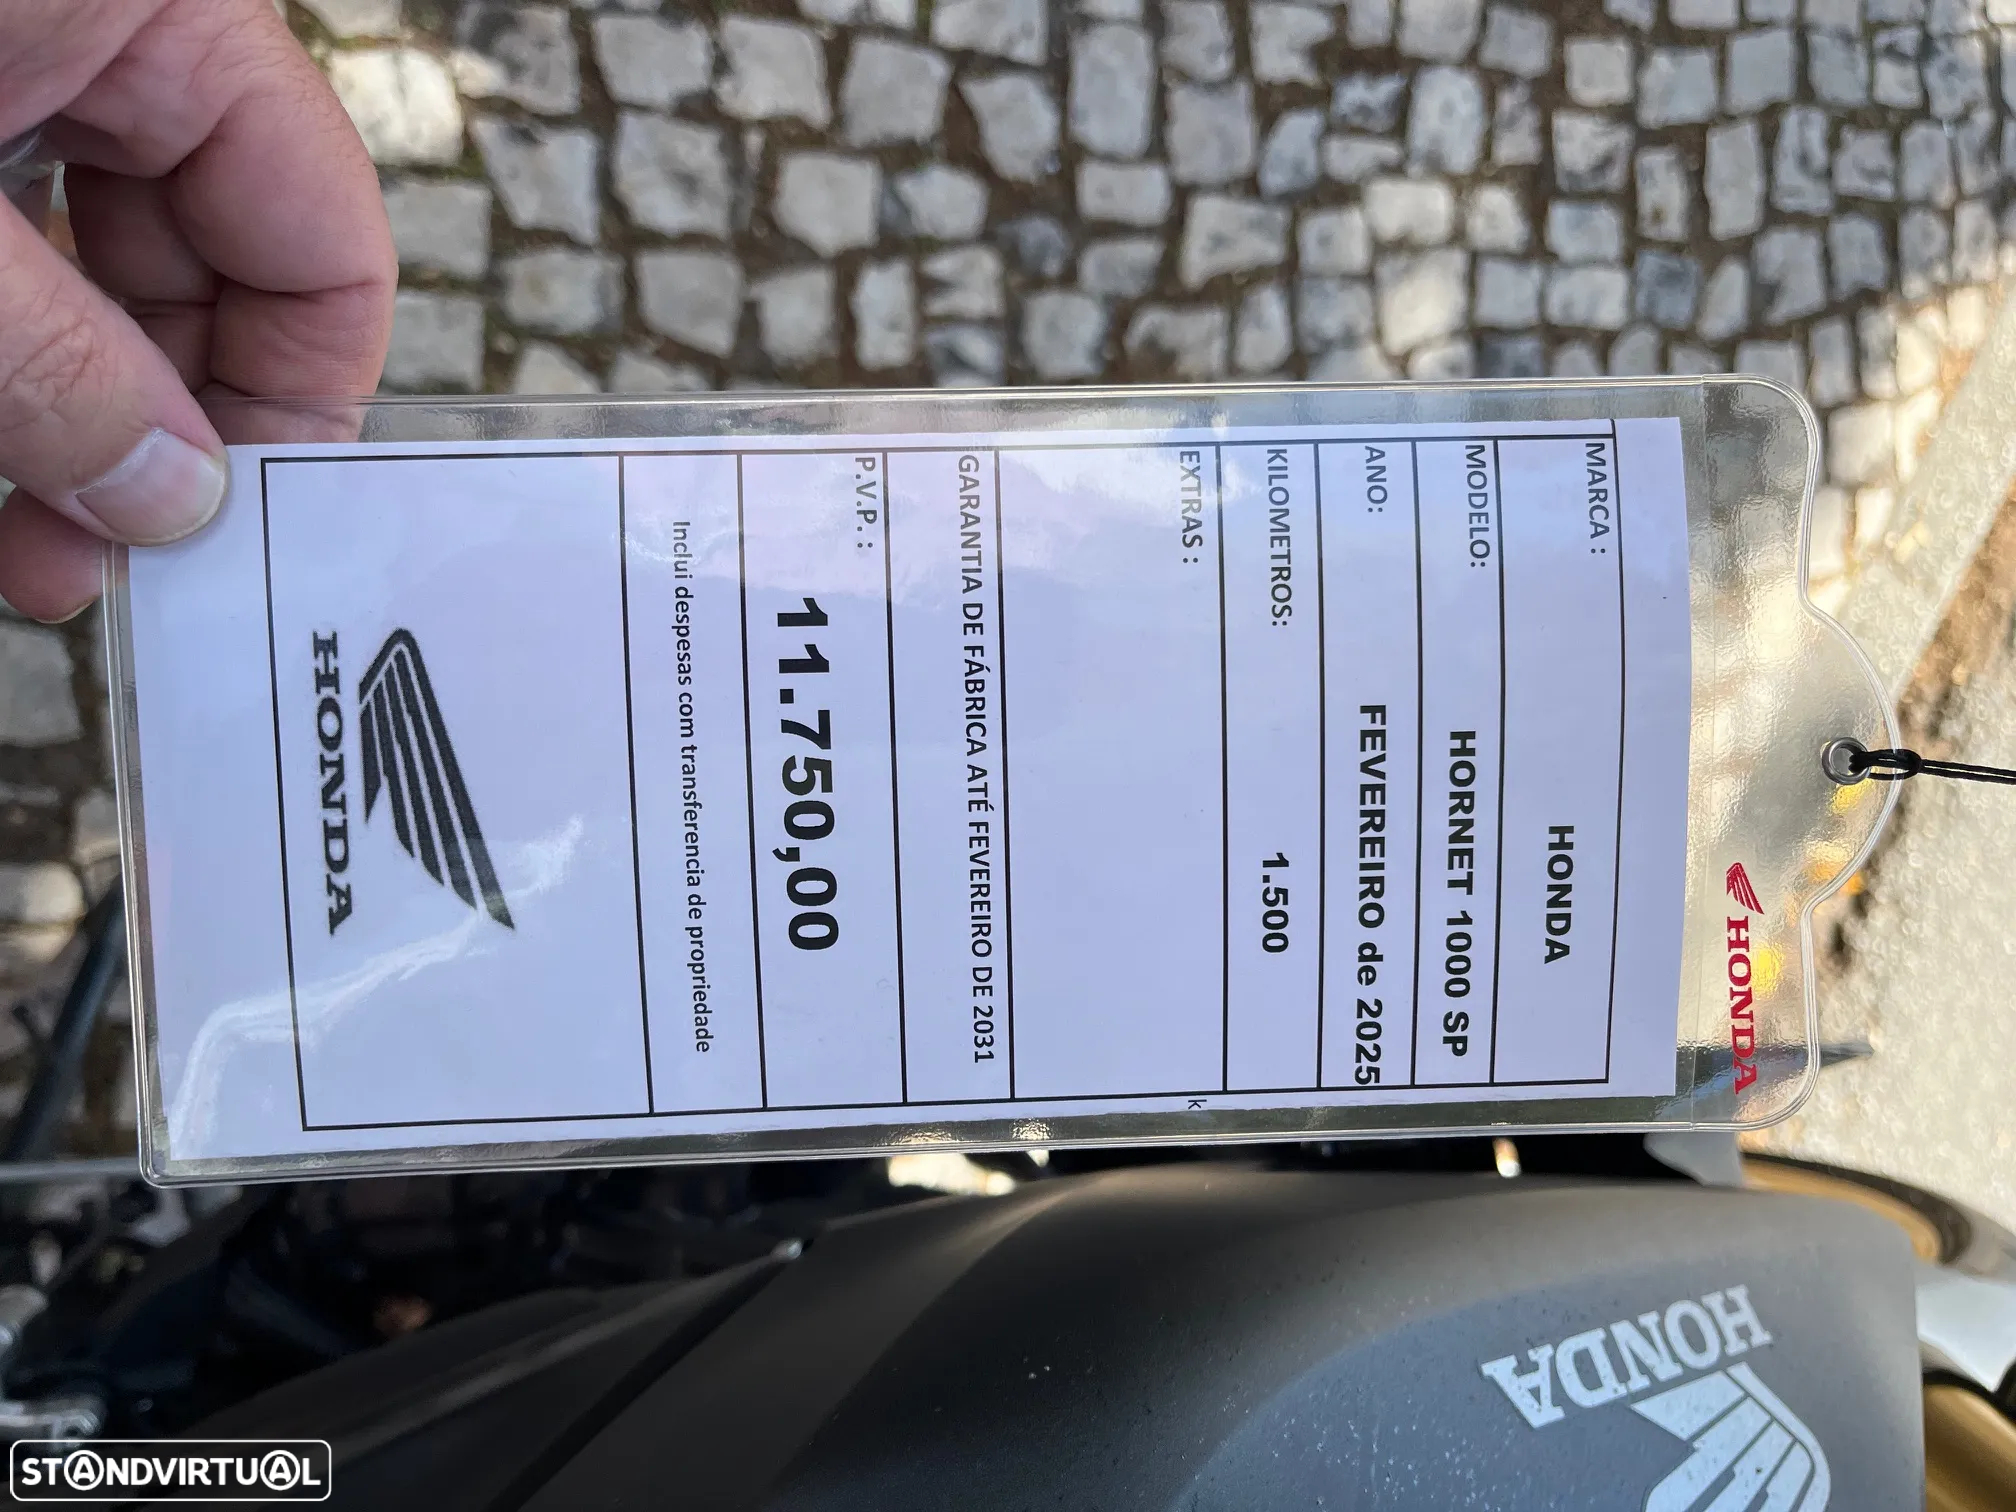 HONDA
MARCA :
HONDA
MODELO:
HORNET 1000 SP
ANO:
FEVEREIRO de 2025
KILOMETROS:
1.500
EXTRAS :
k
GARANTIA DE FÁBRICA ATÉ FEVEREIRO DE 2031
P.V.P. :
11.750,00
Inclui despesas com transferencia de propriedade
HONDA
HONDA
STANDVIRTUAL